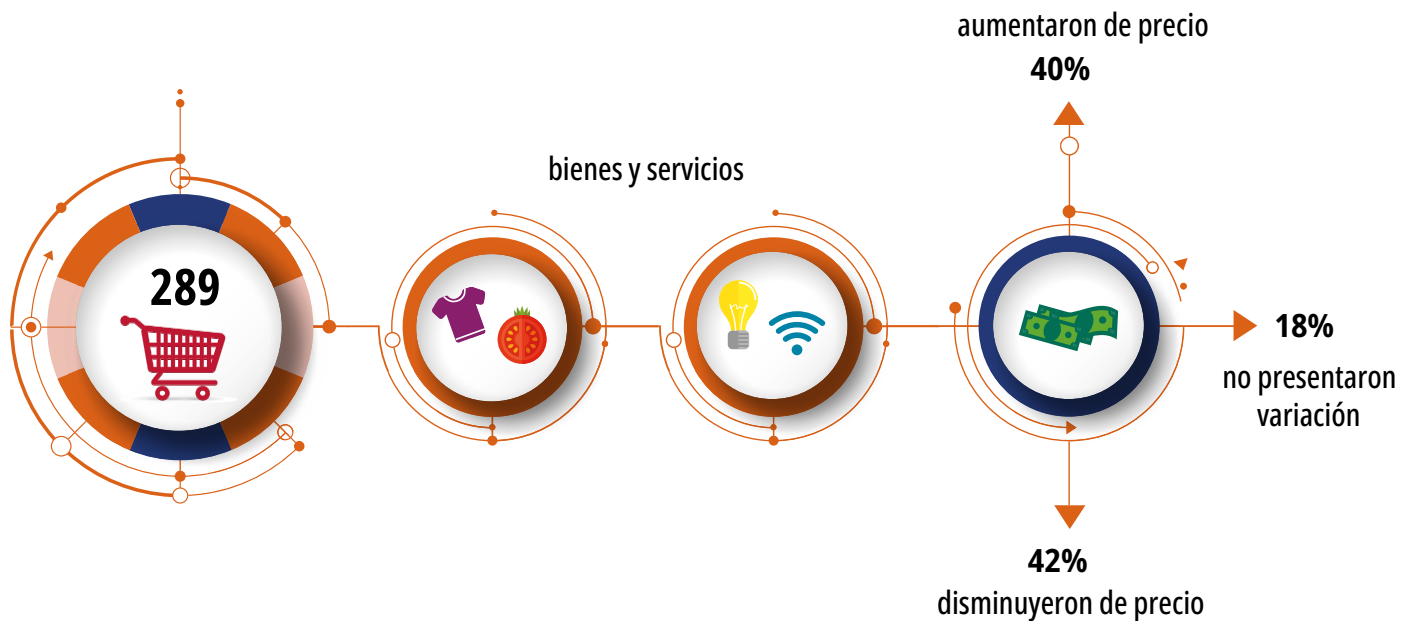 289
bienes y servicios
aumentaron de precio
40%
18%
no presentaron
variación
42%
disminuyeron de precio